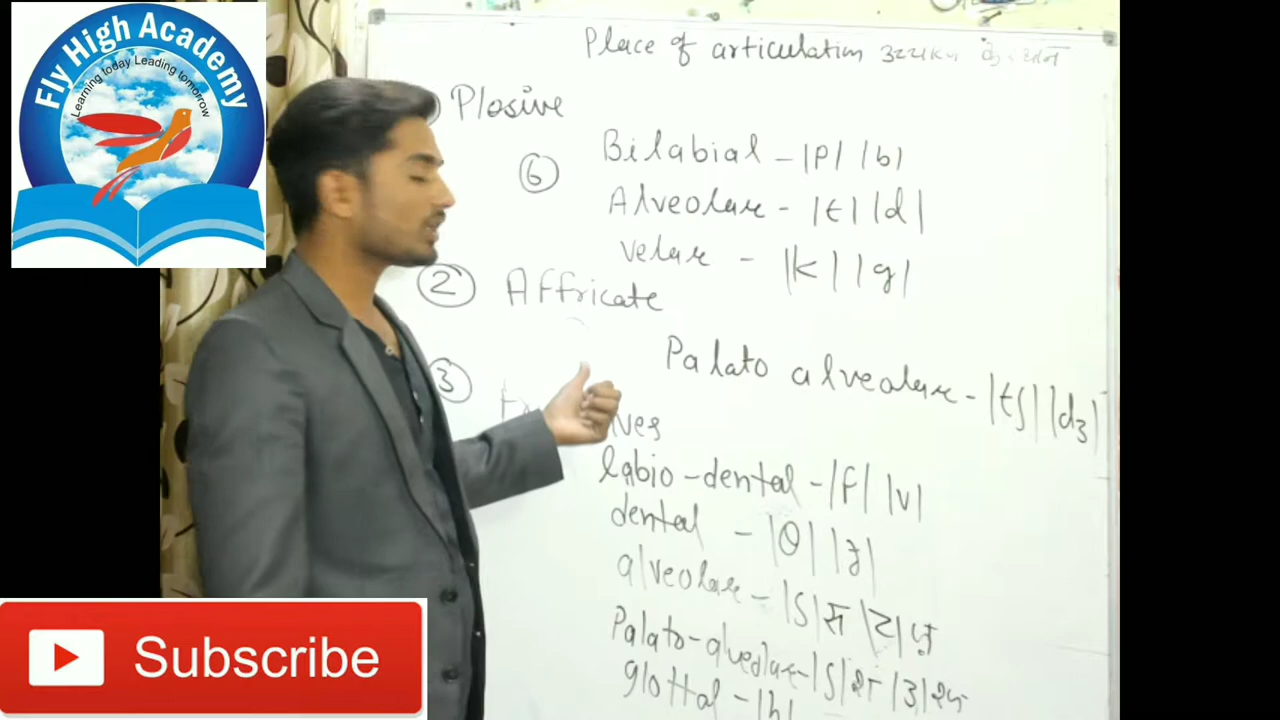 Fly High Academy
Learning today Leading tomorrow
Place of articulation
Plosive
Bilabial - |p| |b|
6
Alveolar - |t| |d|
velar - |k| |g|
2 Affricate
Palato alveolar - |tʃ| |dʒ|
3
labio-dental - |f| |v|
dental - |θ| |z|
alveolar - |s| स |z| ज़
Palato-alveolar - |ʃ| श |ʒ|
glottal - |h|
Subscribe